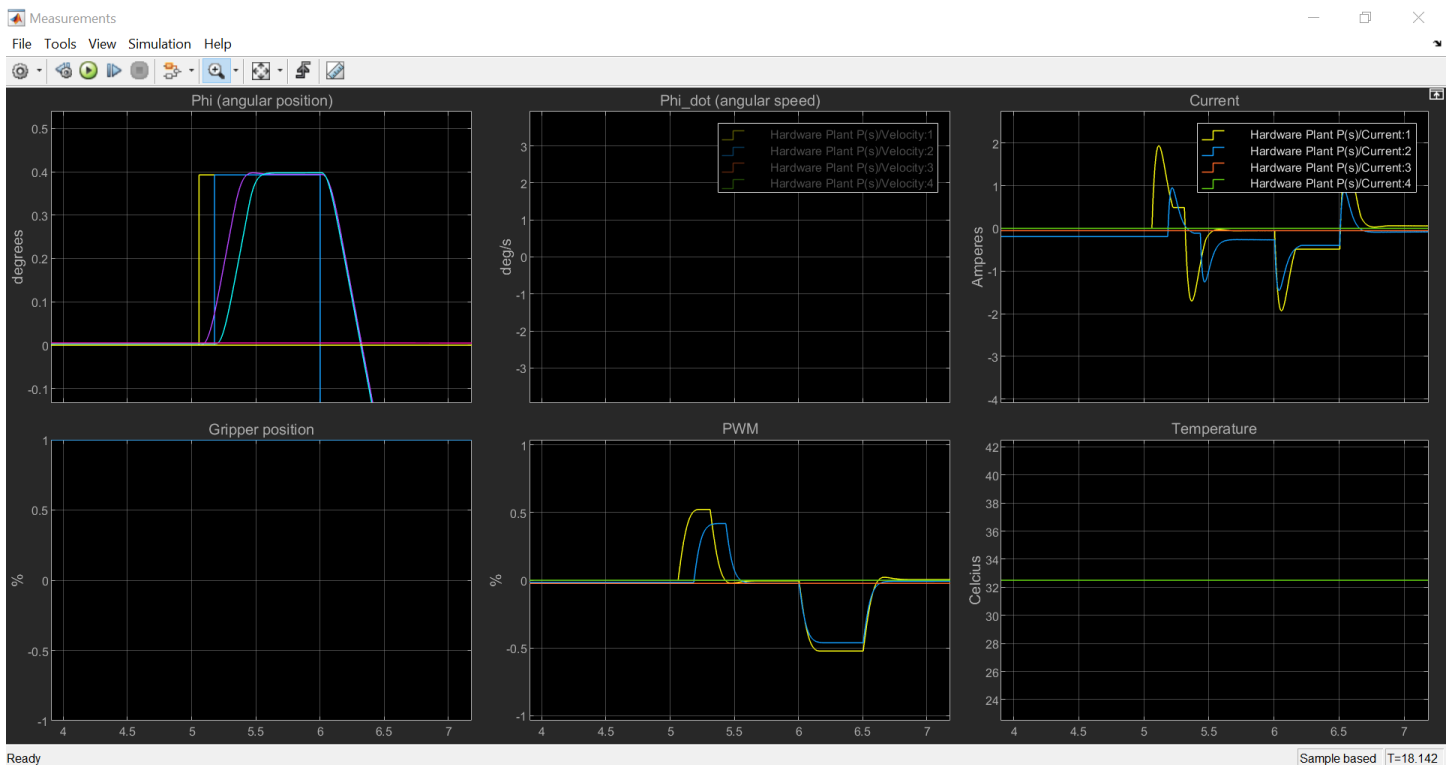 Measurements
File Tools View Simulation Help
Phi (angular position)
degrees
0.5
0.4
0.3
0.2
0.1
0
-0.1
Phi_dot (angular speed)
deg/s
3
2
1
0
-1
-2
-3
Hardware Plant P(s)/Velocity:1
Hardware Plant P(s)/Velocity:2
Hardware Plant P(s)/Velocity:3
Hardware Plant P(s)/Velocity:4
Current
Amperes
2
1
0
-1
-2
-3
-4
Hardware Plant P(s)/Current:1
Hardware Plant P(s)/Current:2
Hardware Plant P(s)/Current:3
Hardware Plant P(s)/Current:4
Gripper position
%
1
0.5
0
-0.5
-1
4 4.5 5 5.5 6 6.5 7
PWM
%
1
0.5
0
-0.5
-1
4 4.5 5 5.5 6 6.5 7
Temperature
Celcius
42
40
38
36
34
32
30
28
26
24
4 4.5 5 5.5 6 6.5 7
Ready
Sample based T=18.142